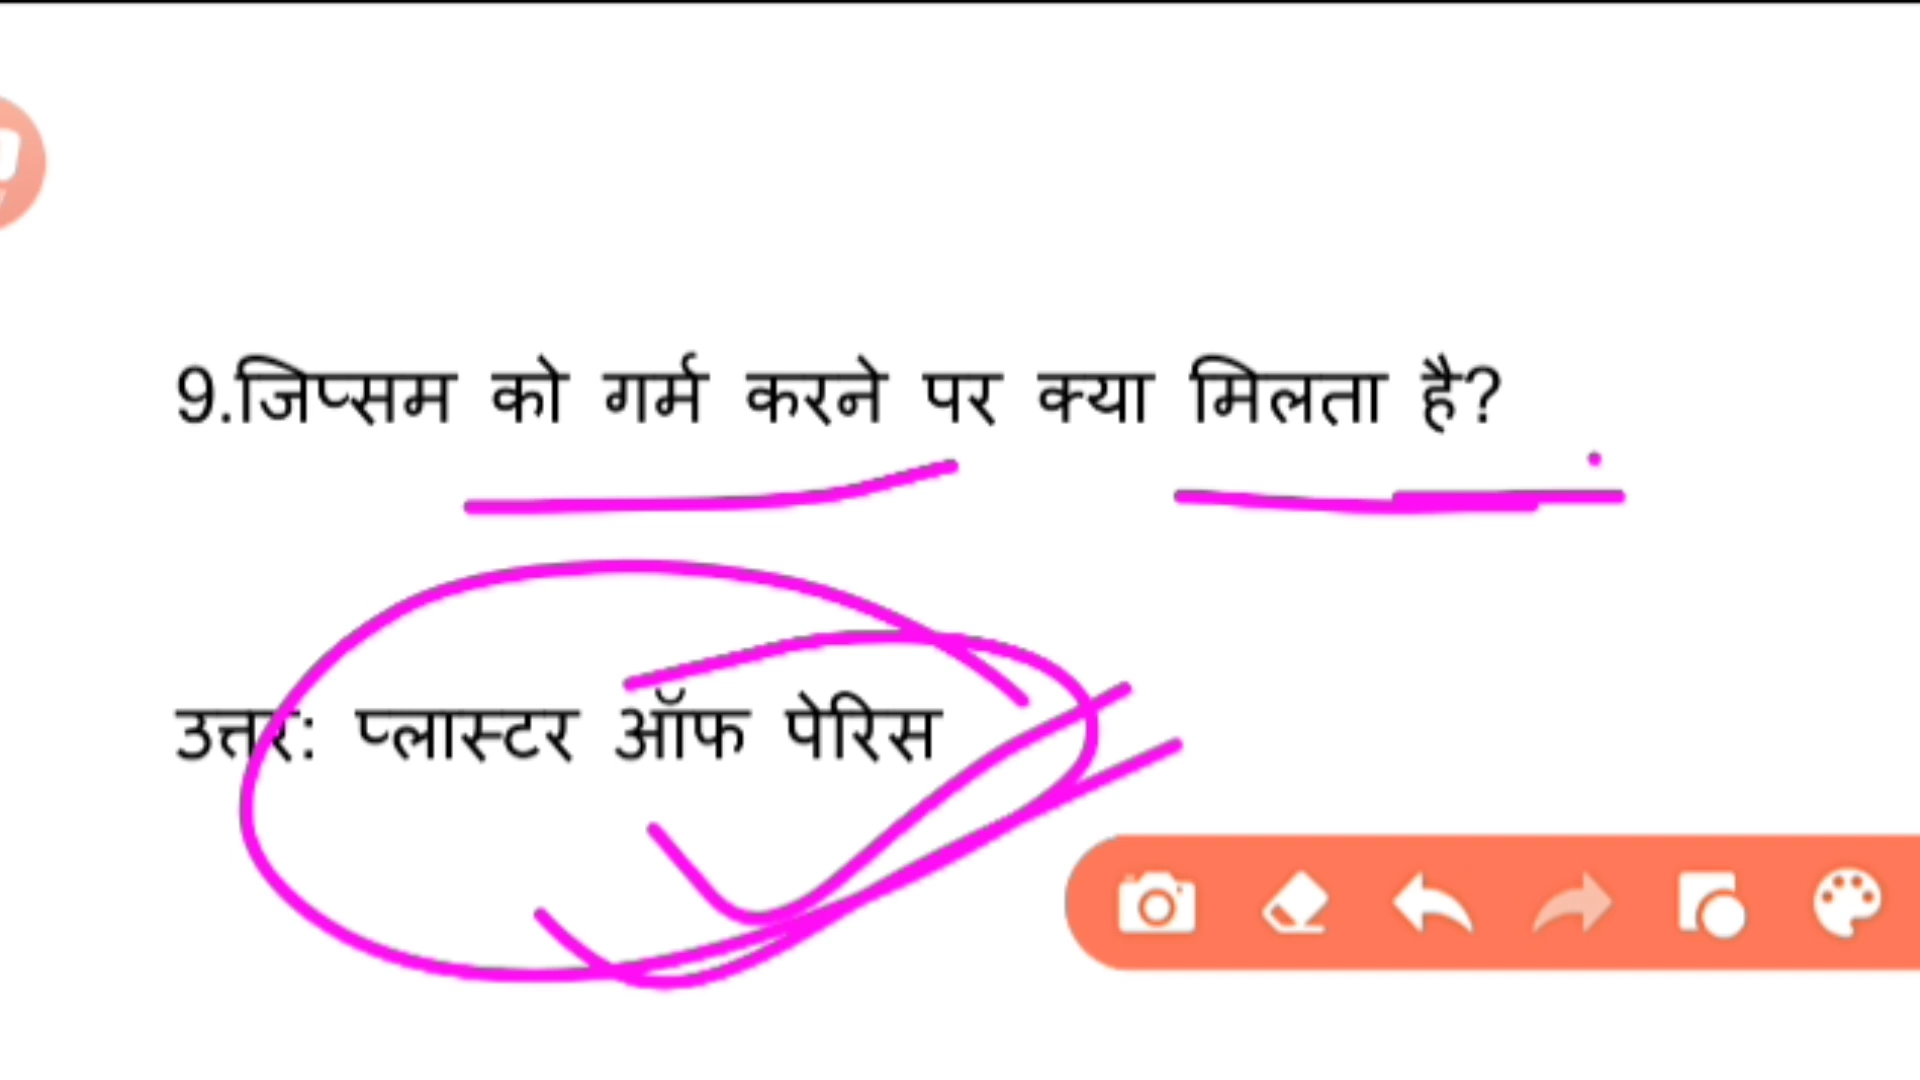 9.जिप्सम को गर्म करने पर क्या मिलता है?
उत्तर: प्लास्टर ऑफ पेरिस